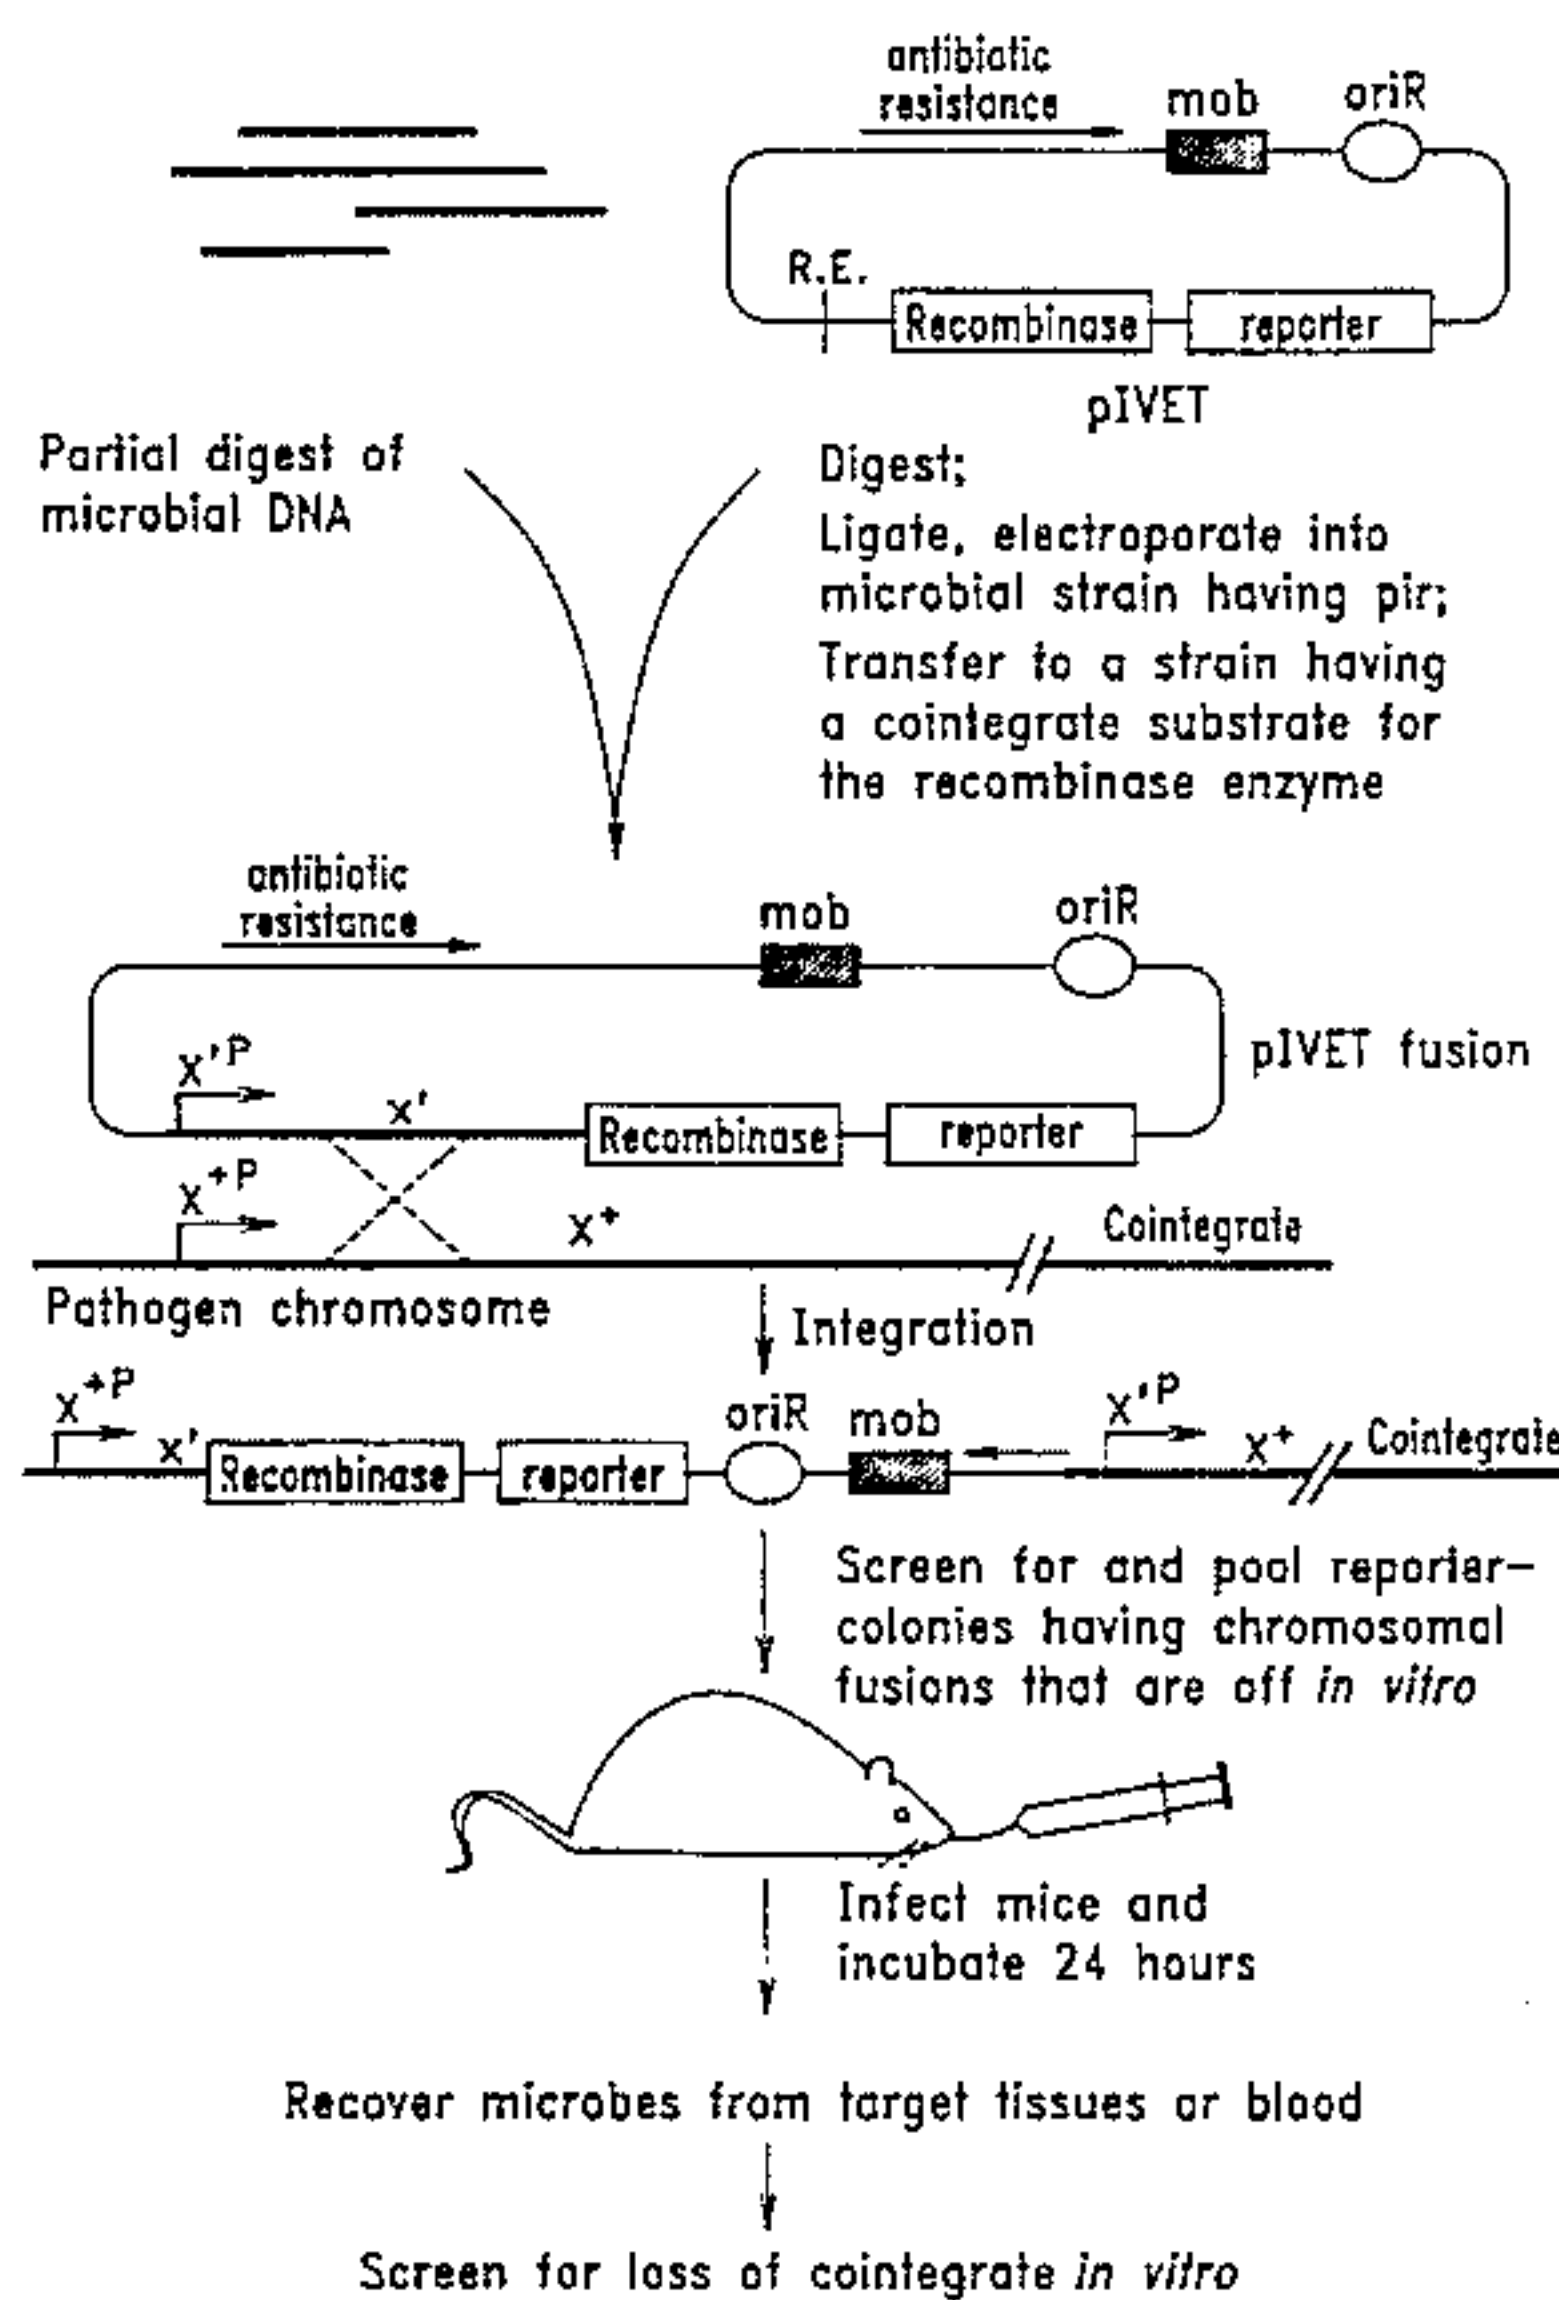 antibiotic
resistance
mob
oriR
R.E.
Recombinase
reporter
pIVET
Partial digest of
microbial DNA
Digest;
Ligate, electroporate into
microbial strain having pir;
Transfer to a strain having
a cointegrate substrate for
the recombinase enzyme
antibiotic
resistance
mob
oriR
pIVET fusion
X'P
x'
Recombinase
reporter
X+P
X+
Cointegrate
Pathogen chromosome
Integration
X+P
x'
Recombinase
reporter
oriR
mob
X'P
X+
Cointegrate
Screen for and pool reporter-
colonies having chromosomal
fusions that are off in vitro
Infect mice and
incubate 24 hours
Recover microbes from target tissues or blood
Screen for loss of cointegrate in vitro